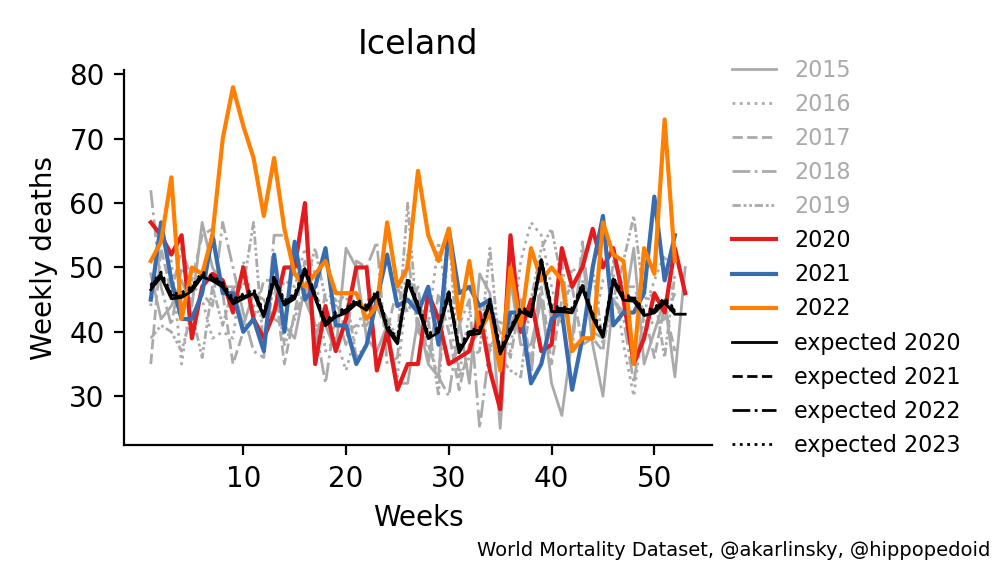 Iceland
Weekly deaths
80
70
60
50
40
30
10
20
30
40
50
Weeks
2015
2016
2017
2018
2019
2020
2021
2022
expected 2020
expected 2021
expected 2022
expected 2023
World Mortality Dataset, @akarlinsky, @hippopedoid